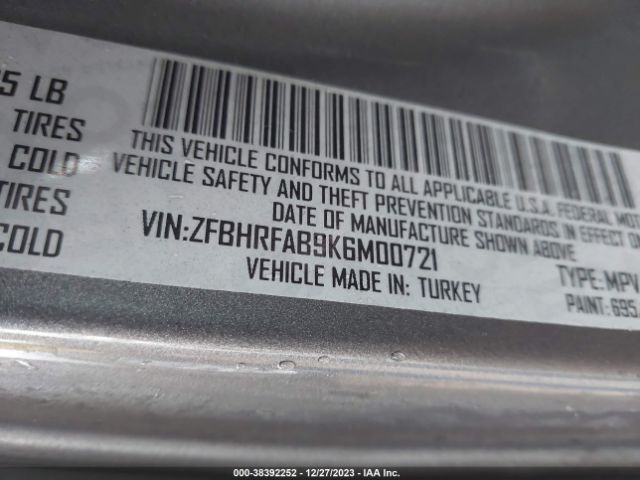 5 LB
TIRES
COLD
TIRES
COLD
THIS VEHICLE CONFORMS TO ALL APPLICABLE U.S.A. FEDERAL
VEHICLE SAFETY AND THEFT PREVENTION STANDARDS IN EFFECT
DATE OF MANUFACTURE SHOWN ABOVE
VIN:ZFBHRFAB9K6M00721
TYPE:MPV
VEHICLE MADE IN: TURKEY
PAINT:695
000-38392252 - 12/27/2023 - IAA Inc.